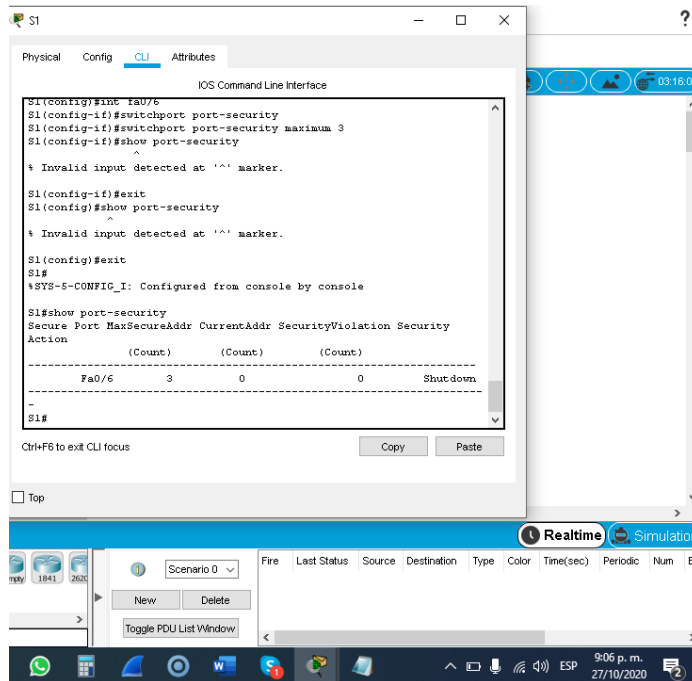 S1
?
Physical Config CLI Attributes
IOS Command Line Interface
03:16:0
S1(config)#int fa0/6
S1(config-if)#switchport port-security
S1(config-if)#switchport port-security maximum 3
S1(config-if)#show port-security
^
% Invalid input detected at '^' marker.
S1(config-if)#exit
S1(config)#show port-security
^
% Invalid input detected at '^' marker.
S1(config)#exit
S1#
%SYS-5-CONFIG_I: Configured from console by console
S1#show port-security
Secure Port MaxSecureAddr CurrentAddr SecurityViolation Security
Action
(Count) (Count) (Count)
--------------------------------------------------------------------
Fa0/6 3 0 0 Shutdown
--------------------------------------------------------------------
-
S1#
Ctrl+F6 to exit CLI focus
Copy Paste
Top
Realtime Simulation
Fire Last Status Source Destination Type Color Time(sec) Periodic Num E
Scenario 0
New Delete
Toggle PDU List Window
mpty 1841 262
ESP
9:06 p. m.
27/10/2020
2